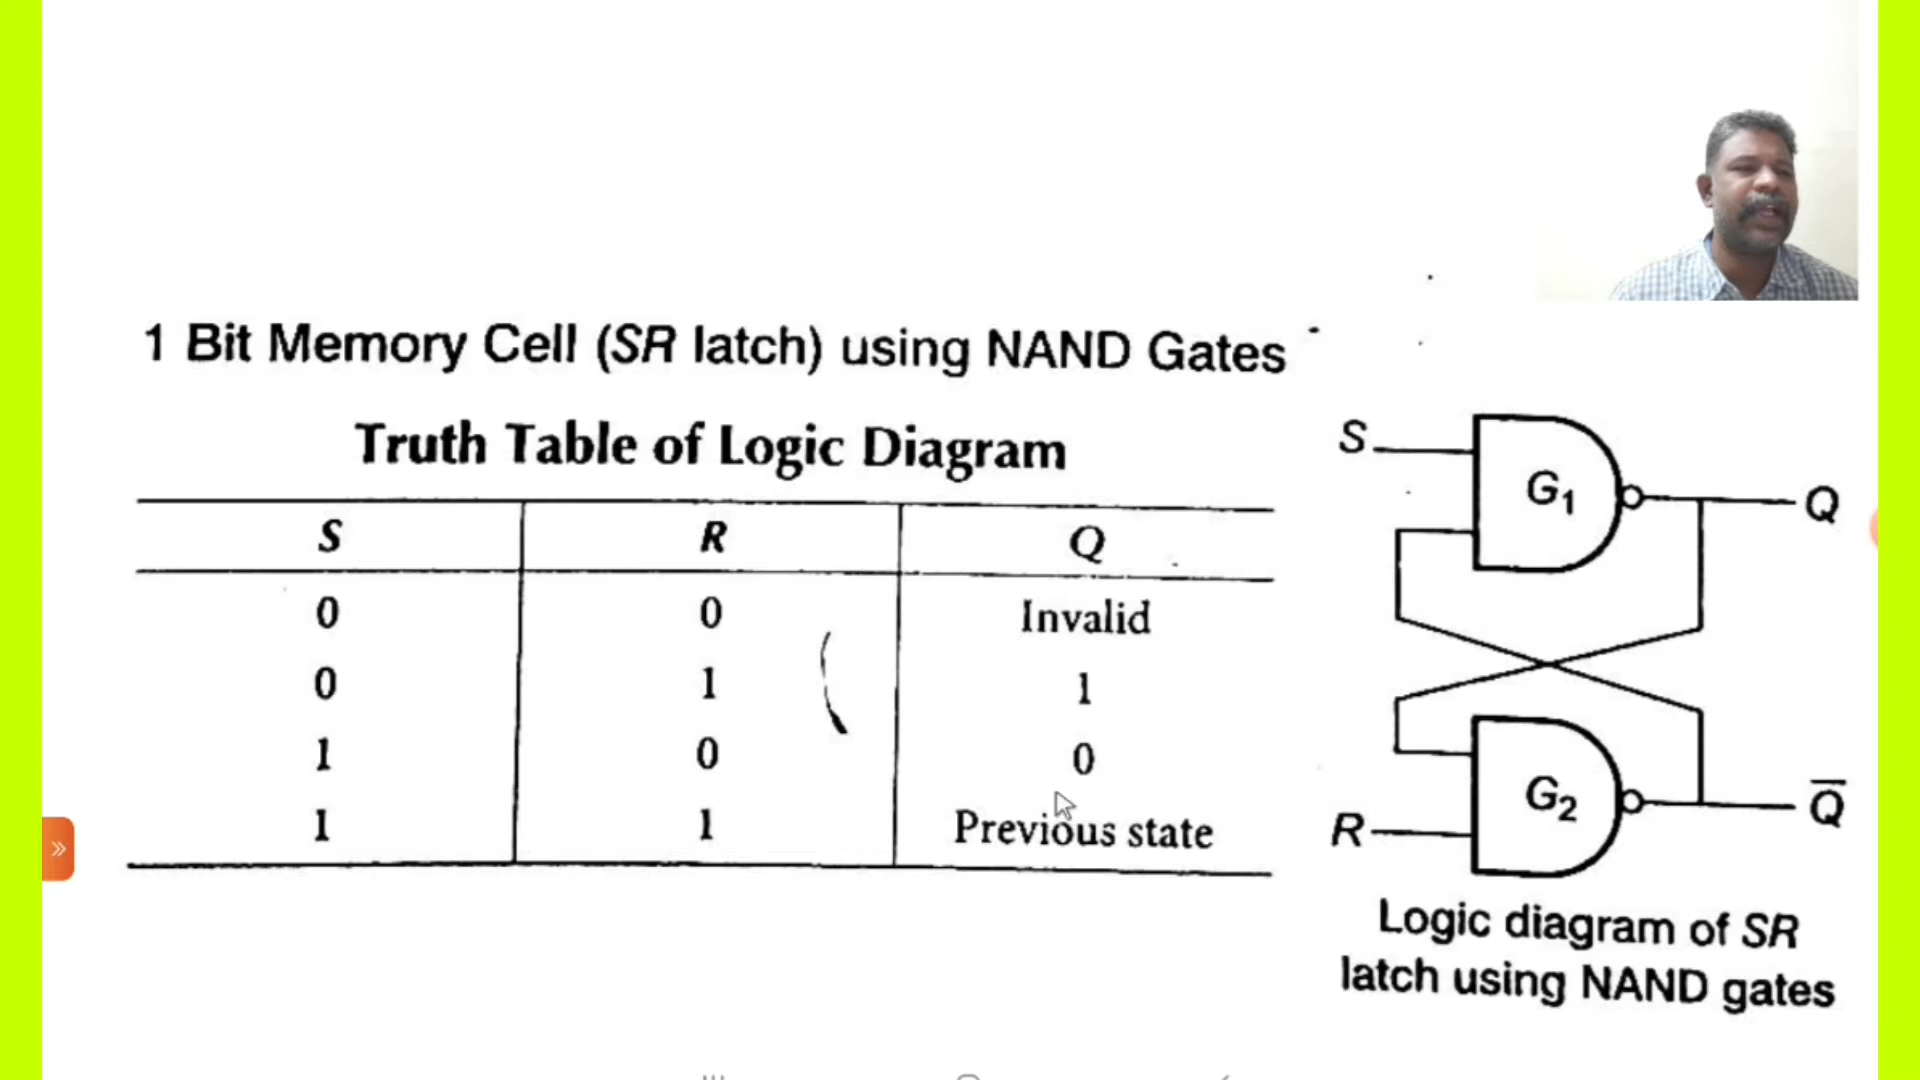 1 Bit Memory Cell (SR latch) using NAND Gates
Truth Table of Logic Diagram
S R Q
0 0 Invalid
0 1 1
1 0 0
1 1 Previous state
S
G1
Q
G2
R
Q̅
Logic diagram of SR
latch using NAND gates